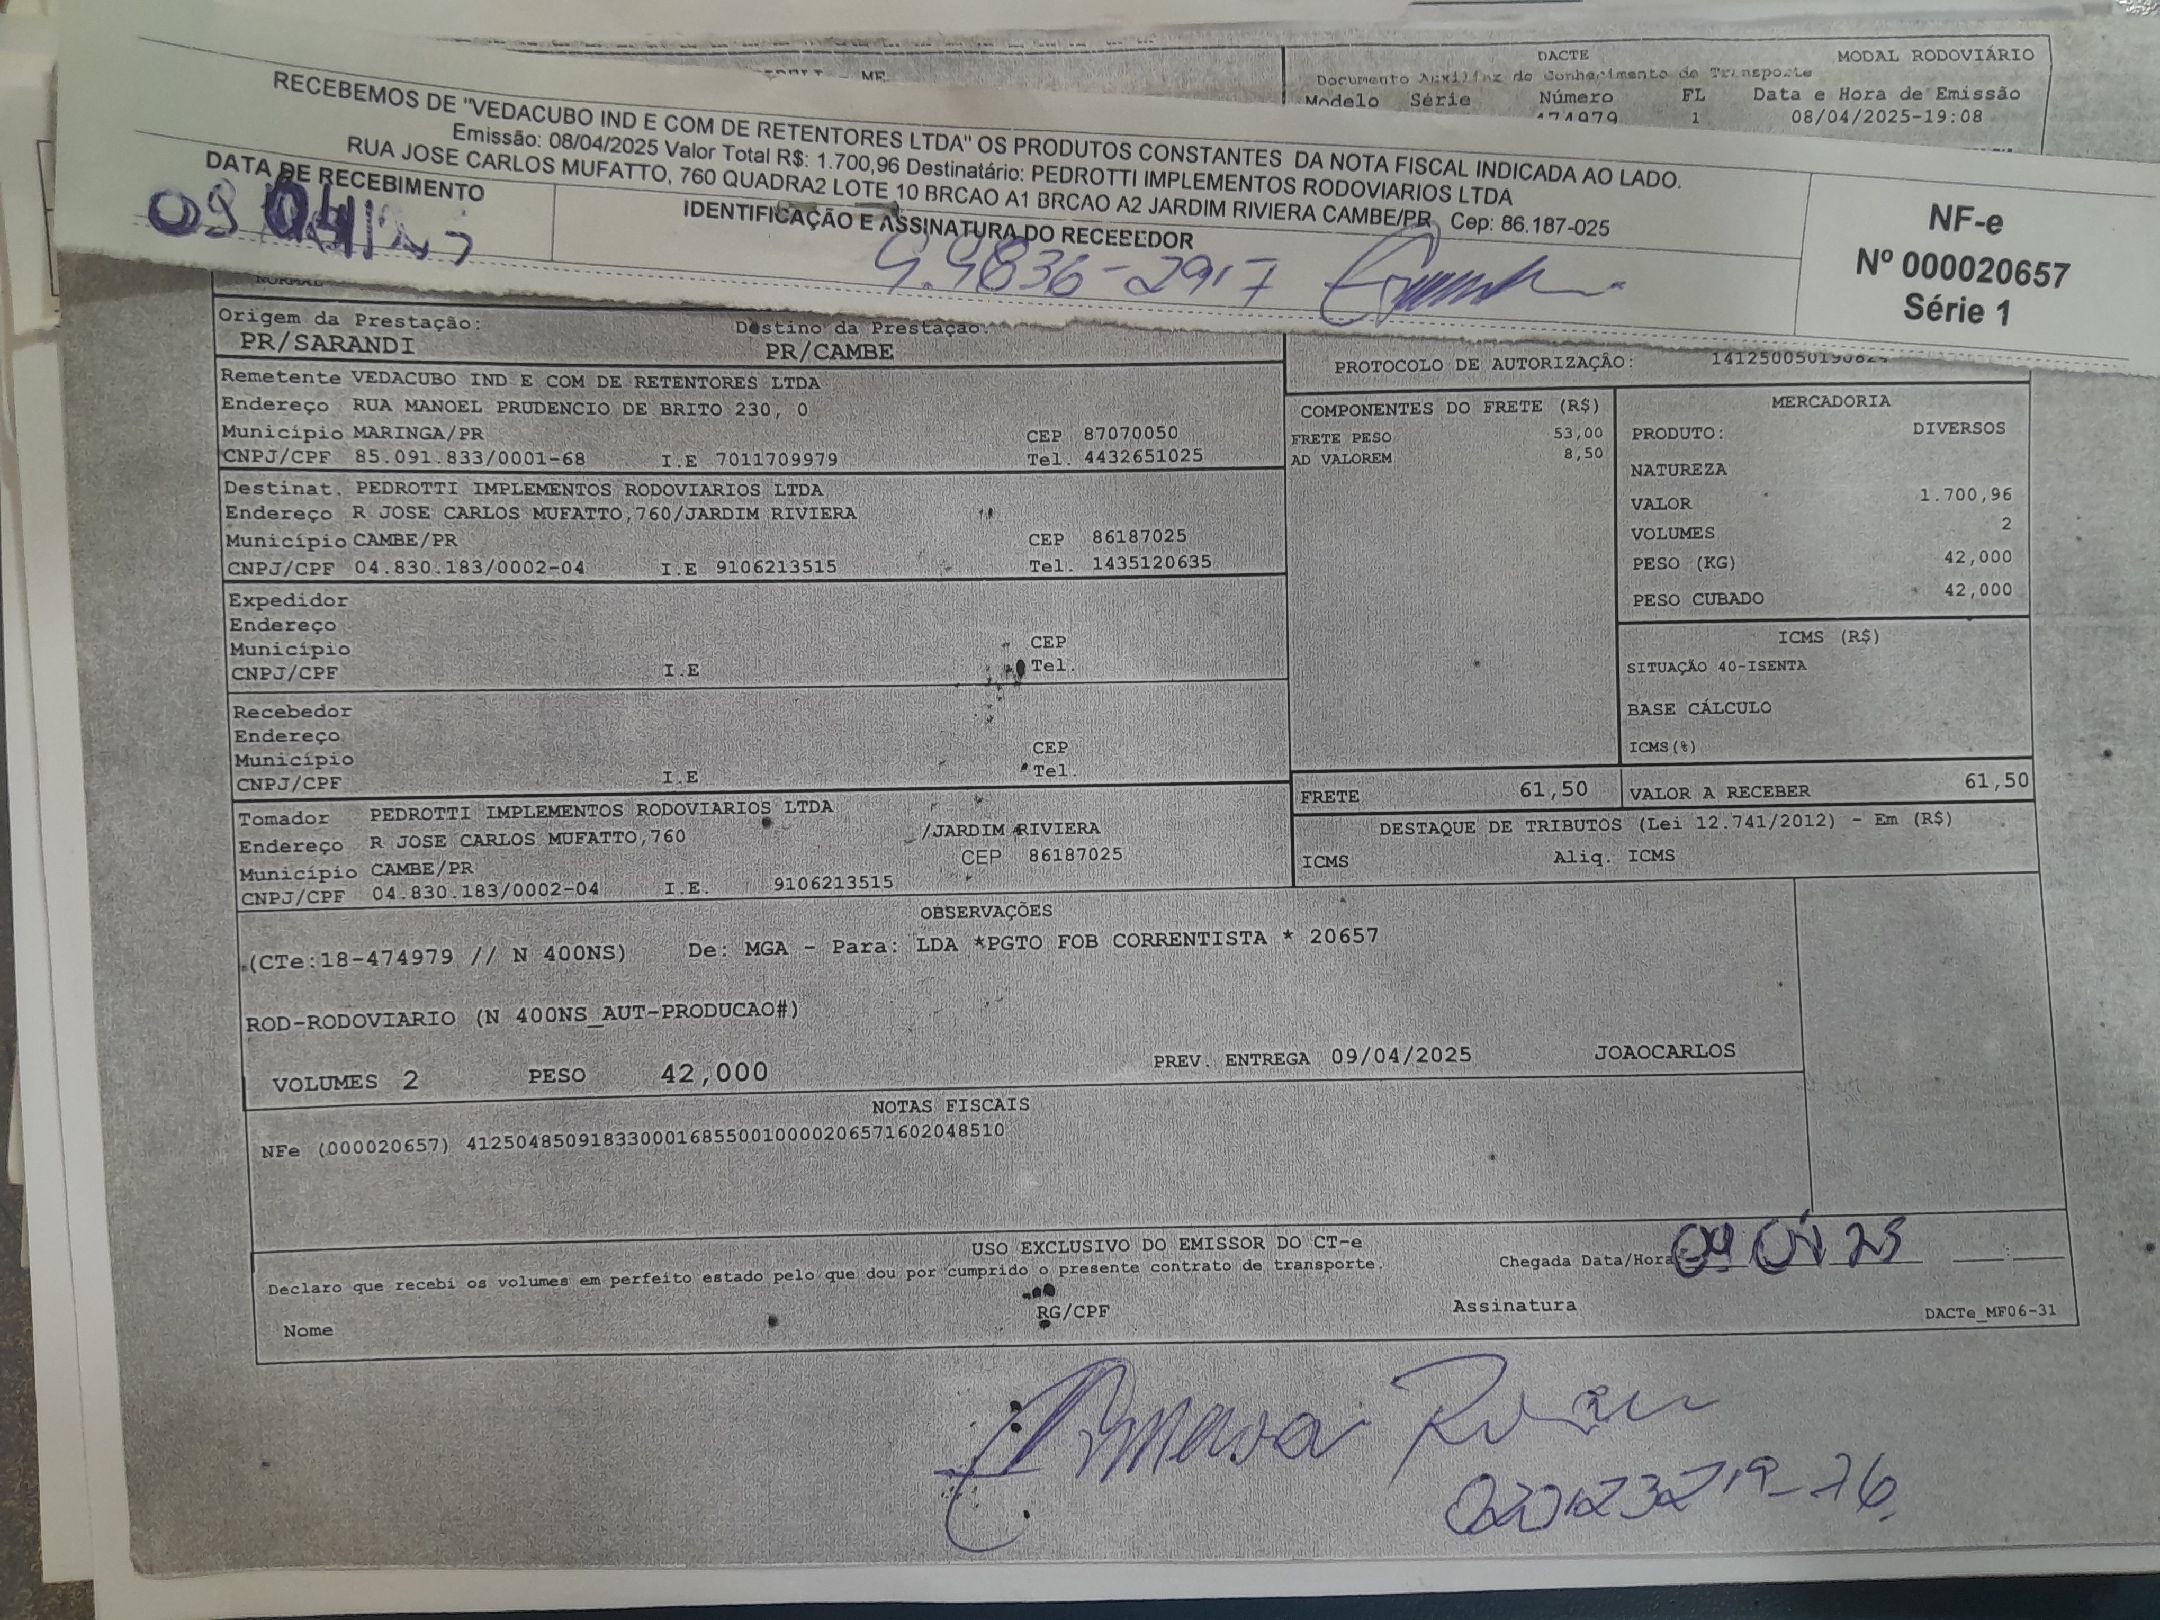 DACTE MODAL RODOVIÁRIO
Documento Auxiliar do Conhecimento de Transporte
Modelo Série Número FL Data e Hora de Emissão
474979 1 08/04/2025-19:08
RECEBEMOS DE "VEDACUBO IND E COM DE RETENTORES LTDA" OS PRODUTOS CONSTANTES DA NOTA FISCAL INDICADA AO LADO.
Emissão: 08/04/2025 Valor Total R$: 1.700,96 Destinatário: PEDROTTI IMPLEMENTOS RODOVIARIOS LTDA
RUA JOSE CARLOS MUFATTO, 760 QUADRA2 LOTE 10 BRCAO A1 BRCAO A2 JARDIM RIVIERA CAMBE/PR Cep: 86.187-025
DATA DE RECEBIMENTO
09 04
IDENTIFICAÇÃO E ASSINATURA DO RECEBEDOR
NF-e
Nº 000020657
Série 1
NORMAL
Origem da Prestação: Destino da Prestação:
PR/SARANDI PR/CAMBE
Remetente VEDACUBO IND E COM DE RETENTORES LTDA
Endereço RUA MANOEL PRUDENCIO DE BRITO 230, 0
Município MARINGA/PR CEP 87070050
CNPJ/CPF 85.091.833/0001-68 I.E 7011709979 Tel. 4432651025
Destinat. PEDROTTI IMPLEMENTOS RODOVIARIOS LTDA
Endereço R JOSE CARLOS MUFATTO,760/JARDIM RIVIERA
Município CAMBE/PR CEP 86187025
CNPJ/CPF 04.830.183/0002-04 I.E 9106213515 Tel. 1435120635
Expedidor
Endereço
Município CEP
CNPJ/CPF I.E Tel.
Recebedor
Endereço
Município CEP
CNPJ/CPF I.E Tel.
Tomador PEDROTTI IMPLEMENTOS RODOVIARIOS LTDA
Endereço R JOSE CARLOS MUFATTO,760 /JARDIM RIVIERA
Município CAMBE/PR CEP 86187025
CNPJ/CPF 04.830.183/0002-04 I.E. 9106213515
PROTOCOLO DE AUTORIZAÇÃO:
COMPONENTES DO FRETE (R$)
FRETE PESO 53,00
AD VALOREM 8,50
MERCADORIA
PRODUTO: DIVERSOS
NATUREZA
VALOR 1.700,96
VOLUMES 2
PESO (KG) 42,000
PESO CUBADO 42,000
ICMS (R$)
SITUAÇÃO 40-ISENTA
BASE CÁLCULO
ICMS(%)
FRETE 61,50 VALOR A RECEBER 61,50
DESTAQUE DE TRIBUTOS (Lei 12.741/2012) - Em (R$)
ICMS Aliq. ICMS
OBSERVAÇÕES
(CTe:18-474979 // N 400NS) De: MGA - Para: LDA *PGTO FOB CORRENTISTA * 20657
ROD-RODOVIARIO (N 400NS_AUT-PRODUCAO#)
VOLUMES 2 PESO 42,000 PREV. ENTREGA 09/04/2025 JOAOCARLOS
NOTAS FISCAIS
NFe (000020657) 41250485091833000168550010000206571602048510
USO EXCLUSIVO DO EMISSOR DO CT-e
Declaro que recebi os volumes em perfeito estado pelo que dou por cumprido o presente contrato de transporte.
Chegada Data/Hora 09 04 25 :
Nome RG/CPF Assinatura DACTe_MF06-31